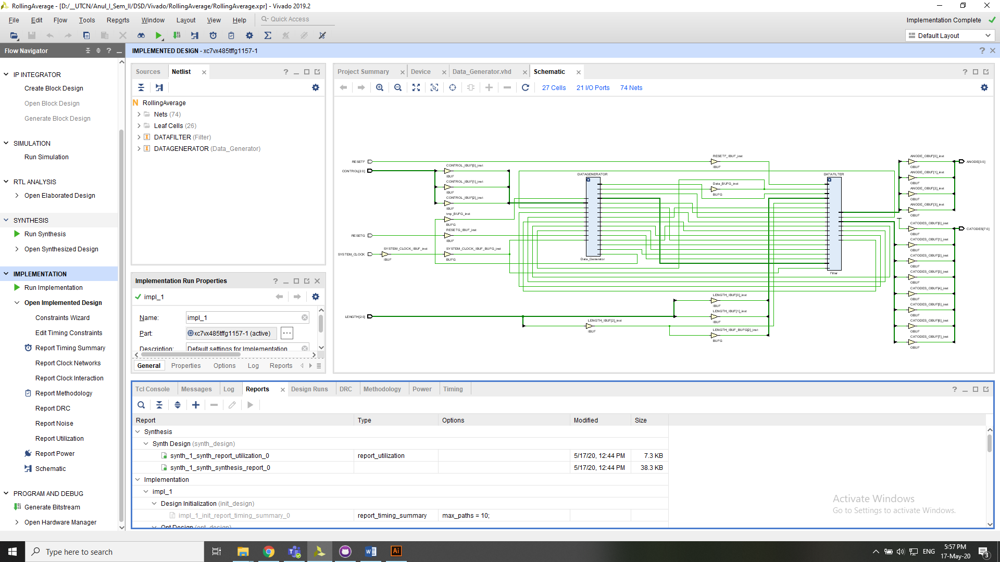 RollingAverage - [D:/__UTCN/Anul_I_Sem_II/DSD/Vivado/RollingAverage/RollingAverage.xpr] - Vivado 2019.2
File Edit Flow Tools Reports Window Layout View Help Quick Access
Implementation Complete
Default Layout
Flow Navigator
IP INTEGRATOR
Create Block Design
Open Block Design
Generate Block Design
SIMULATION
Run Simulation
RTL ANALYSIS
Open Elaborated Design
SYNTHESIS
Run Synthesis
Open Synthesized Design
IMPLEMENTATION
Run Implementation
Open Implemented Design
Constraints Wizard
Edit Timing Constraints
Report Timing Summary
Report Clock Networks
Report Clock Interaction
Report Methodology
Report DRC
Report Noise
Report Utilization
Report Power
Schematic
PROGRAM AND DEBUG
Generate Bitstream
Open Hardware Manager
IMPLEMENTED DESIGN - xc7vx485tffg1157-1
Sources Netlist
RollingAverage
Nets (74)
Leaf Cells (26)
DATAFILTER (Filter)
DATAGENERATOR (Data_Generator)
Implementation Run Properties
impl_1
Name: impl_1
Part: xc7vx485tffg1157-1 (active)
Description: Default settings for Implementation
General Properties Options Log Reports
Project Summary Device Data_Generator.vhd Schematic
27 Cells 21 I/O Ports 74 Nets
RESETF
CONTROL[2:0]
RESETG
SYSTEM_CLOCK
LENGTH[2:0]
CONTROL_IBUF[0]_inst
IBUF
CONTROL_IBUF[1]_inst
IBUF
CONTROL_IBUF[2]_inst
IBUF
tmp_BUFG_inst
BUFG
RESETG_IBUF_inst
IBUF
SYSTEM_CLOCK_IBUF_inst
IBUF
SYSTEM_CLOCK_IBUF_BUFG_inst
BUFG
DATAGENERATOR
Data_Generator
RESETF_IBUF_inst
IBUF
Data_BUFG_inst
BUFG
LENGTH_IBUF[0]_inst
IBUF
LENGTH_IBUF[1]_inst
IBUF
LENGTH_IBUF[2]_inst
IBUF
LENGTH_IBUF_BUFG[2]_inst
BUFG
DATAFILTER
Filter
ANODE_OBUF[0]_inst
OBUF
ANODE_OBUF[1]_inst
OBUF
ANODE_OBUF[2]_inst
OBUF
ANODE_OBUF[3]_inst
OBUF
ANODE[3:0]
CATODES_OBUF[0]_inst
OBUF
CATODES_OBUF[1]_inst
OBUF
CATODES_OBUF[2]_inst
OBUF
CATODES_OBUF[3]_inst
OBUF
CATODES_OBUF[4]_inst
OBUF
CATODES_OBUF[5]_inst
OBUF
CATODES_OBUF[6]_inst
OBUF
CATODES_OBUF[7]_inst
OBUF
CATODES[7:0]
Tcl Console Messages Log Reports Design Runs DRC Methodology Power Timing
Report Type Options Modified Size
Synthesis
Synth Design (synth_design)
synth_1_synth_report_utilization_0 report_utilization 5/17/20, 12:44 PM 7.3 KB
synth_1_synth_synthesis_report_0 5/17/20, 12:44 PM 38.3 KB
Implementation
impl_1
Design Initialization (init_design)
impl_1_init_report_timing_summary_0 report_timing_summary max_paths = 10;
Opt Design (opt_design)
Activate Windows
Go to Settings to activate Windows.
Type here to search
ENG
5:57 PM
17-May-20
3